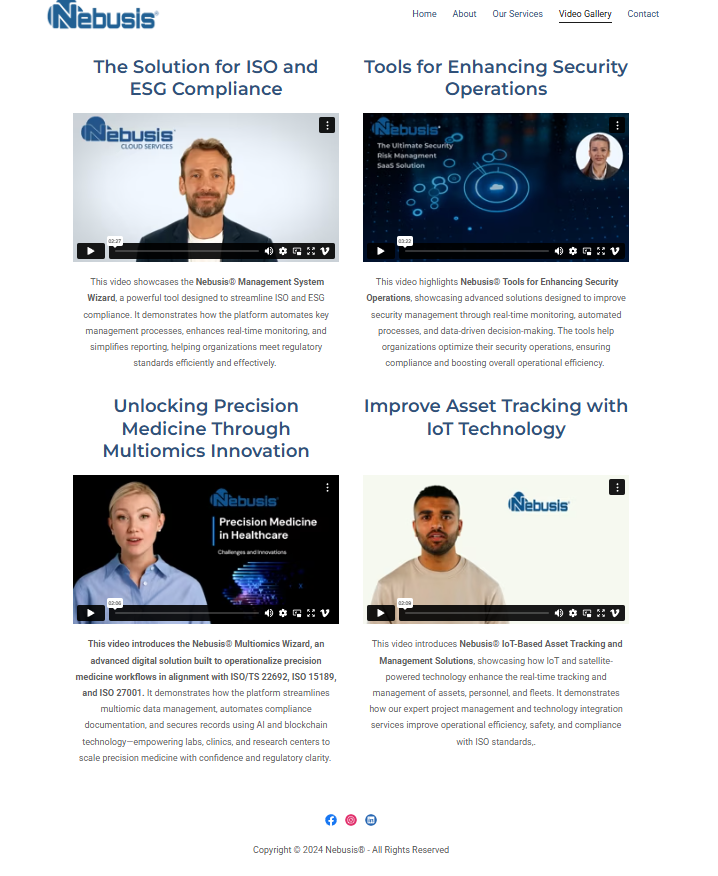 Nebusis®
Home About Our Services Video Gallery Contact
The Solution for ISO and
ESG Compliance
Nebusis®
CLOUD SERVICES
02:27
This video showcases the Nebusis® Management System
Wizard, a powerful tool designed to streamline ISO and ESG
compliance. It demonstrates how the platform automates key
management processes, enhances real-time monitoring, and
simplifies reporting, helping organizations meet regulatory
standards efficiently and effectively.
Tools for Enhancing Security
Operations
Nebusis®
The Ultimate Security
Risk Managment
SaaS Solution
03:22
This video highlights Nebusis® Tools for Enhancing Security
Operations, showcasing advanced solutions designed to improve
security management through real-time monitoring, automated
processes, and data-driven decision-making. The tools help
organizations optimize their security operations, ensuring
compliance and boosting overall operational efficiency.
Unlocking Precision
Medicine Through
Multiomics Innovation
Nebusis®
Precision Medicine
in Healthcare
Challenges and Innovations
02:06
This video introduces the Nebusis® Multiomics Wizard, an
advanced digital solution built to operationalize precision
medicine workflows in alignment with ISO/TS 22692, ISO 15189,
and ISO 27001. It demonstrates how the platform streamlines
multiomic data management, automates compliance
documentation, and secures records using AI and blockchain
technology—empowering labs, clinics, and research centers to
scale precision medicine with confidence and regulatory clarity.
Improve Asset Tracking with
IoT Technology
Nebusis®
02:09
This video introduces Nebusis® IoT-Based Asset Tracking and
Management Solutions, showcasing how IoT and satellite-
powered technology enhance the real-time tracking and
management of assets, personnel, and fleets. It demonstrates
how our expert project management and technology integration
services improve operational efficiency, safety, and compliance
with ISO standards,.
Copyright © 2024 Nebusis® - All Rights Reserved